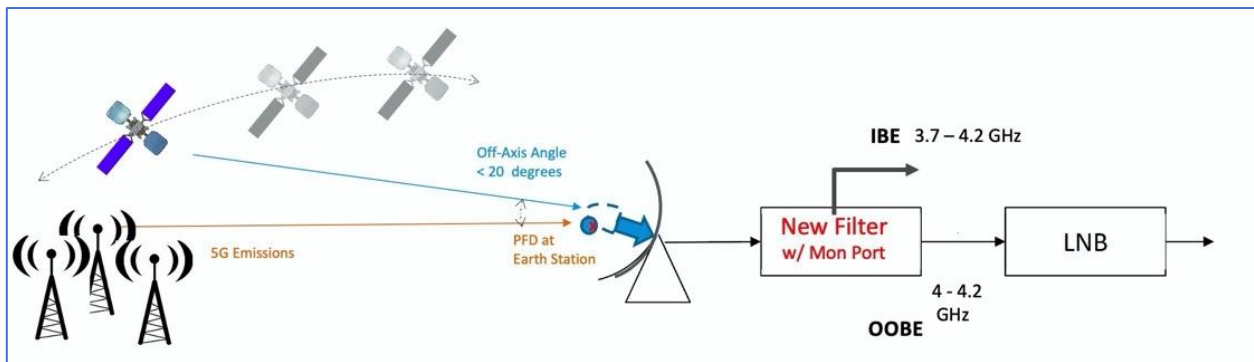 IBE 3.7 – 4.2 GHz
Off-Axis Angle
< 20 degrees
5G Emissions
PFD at
Earth Station
New Filter
w/ Mon Port
LNB
4 - 4.2
GHz
OOBE